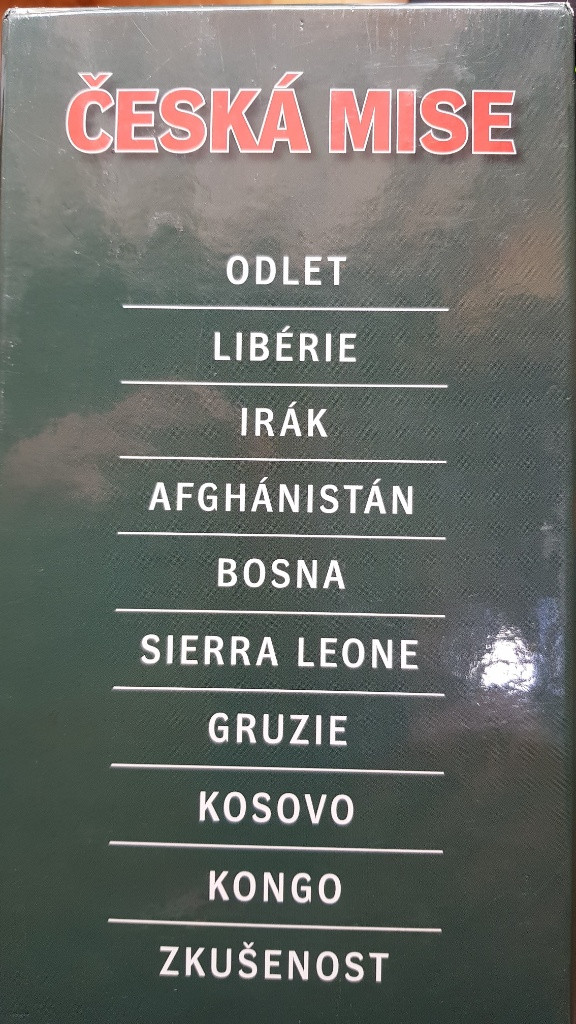 ČESKÁ MISE
ODLET
LIBÉRIE
IRÁK
AFGHÁNISTÁN
BOSNA
SIERRA LEONE
GRUZIE
KOSOVO
KONGO
ZKUŠENOST